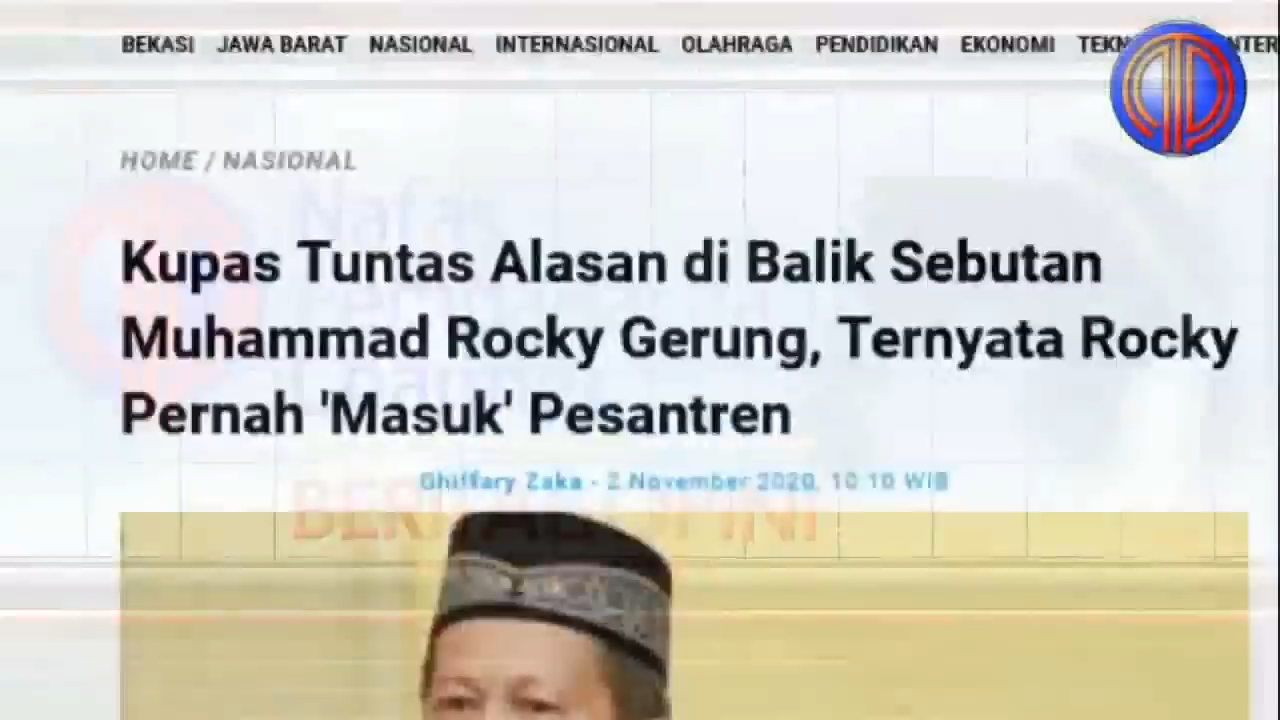 BEKASI JAWA BARAT NASIONAL INTERNASIONAL OLAHRAGA PENDIDIKAN EKONOMI
HOME / NASIONAL
Kupas Tuntas Alasan di Balik Sebutan
Muhammad Rocky Gerung, Ternyata Rocky
Pernah 'Masuk' Pesantren
Ghiffary Zaka - 2 November 2020, 10:10 WIB